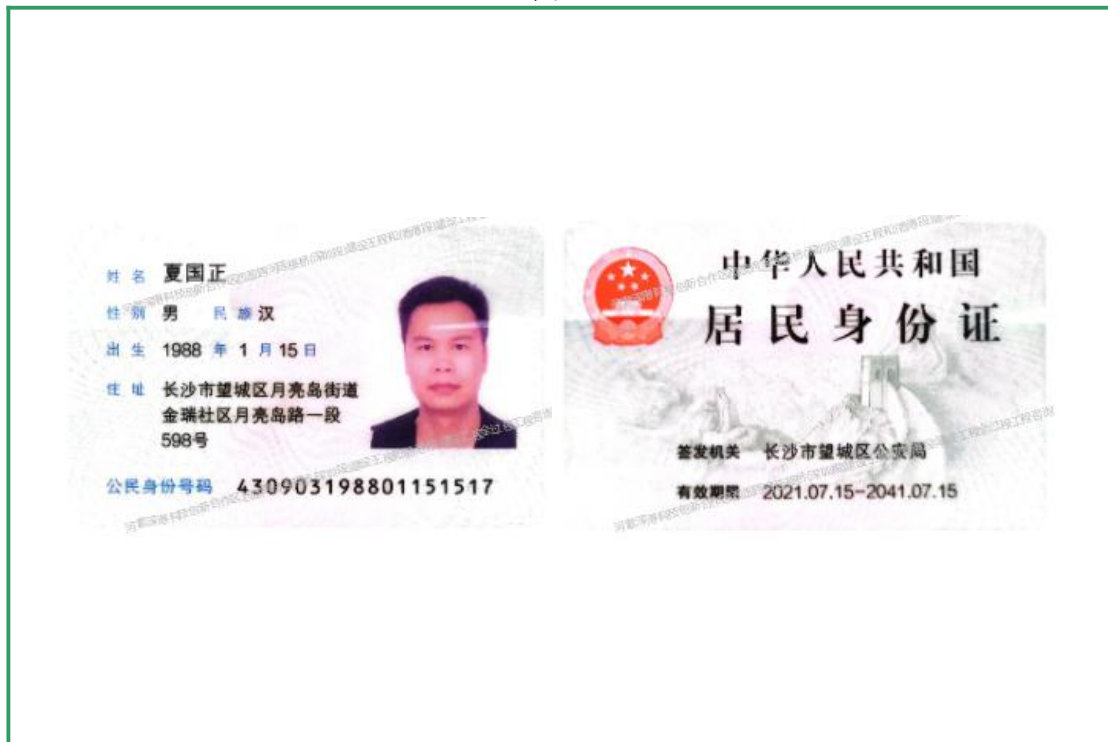 姓名 夏国正
性别 男 民族 汉
出生 1988 年 1 月 15 日
住址 长沙市望城区月亮岛街道
金瑞社区月亮岛路一段
598号
公民身份号码 430903198801151517
中华人民共和国
居民身份证
签发机关 长沙市望城区公安局
有效期限 2021.07.15-2041.07.15